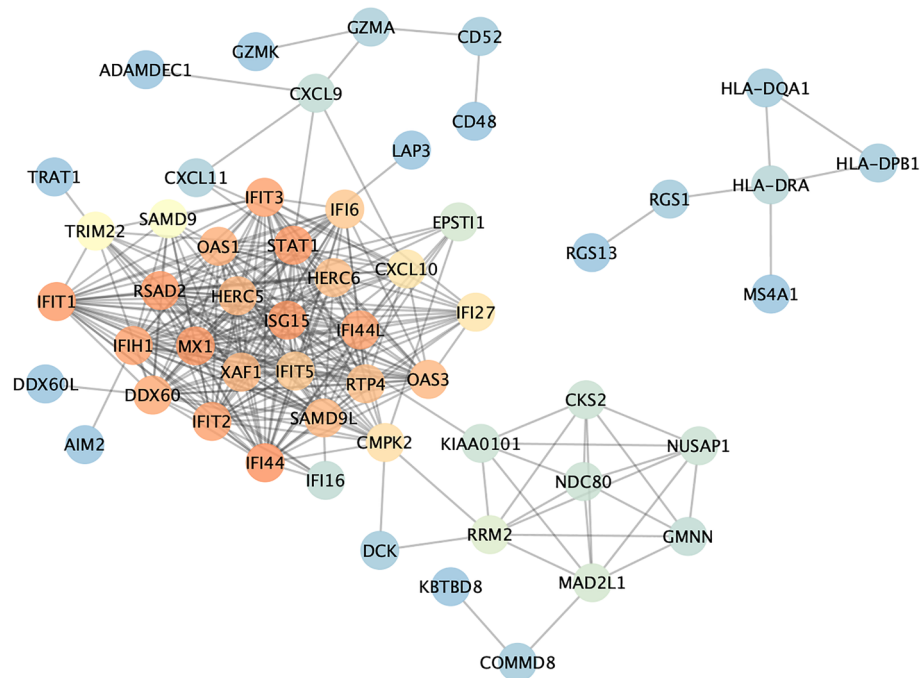 GZMA
CD52
GZMK
ADAMDEC1
CXCL9
HLA-DQA1
CD48
LAP3
HLA-DPB1
TRAT1
CXCL11
HLA-DRA
IFIT3
RGS1
IFI6
SAMD9
EPSTI1
TRIM22
OAS1
STAT1
RGS13
CXCL10
HERC6
RSAD2
HERC5
MS4A1
IFIT1
IFI27
ISG15
IFI44L
IFIH1
MX1
XAF1
IFIT5
OAS3
DDX60L
RTP4
DDX60
CKS2
IFIT2
SAMD9L
AIM2
CMPK2
KIAA0101
NUSAP1
IFI44
IFI16
NDC80
RRM2
GMNN
DCK
MAD2L1
KBTBD8
COMMD8